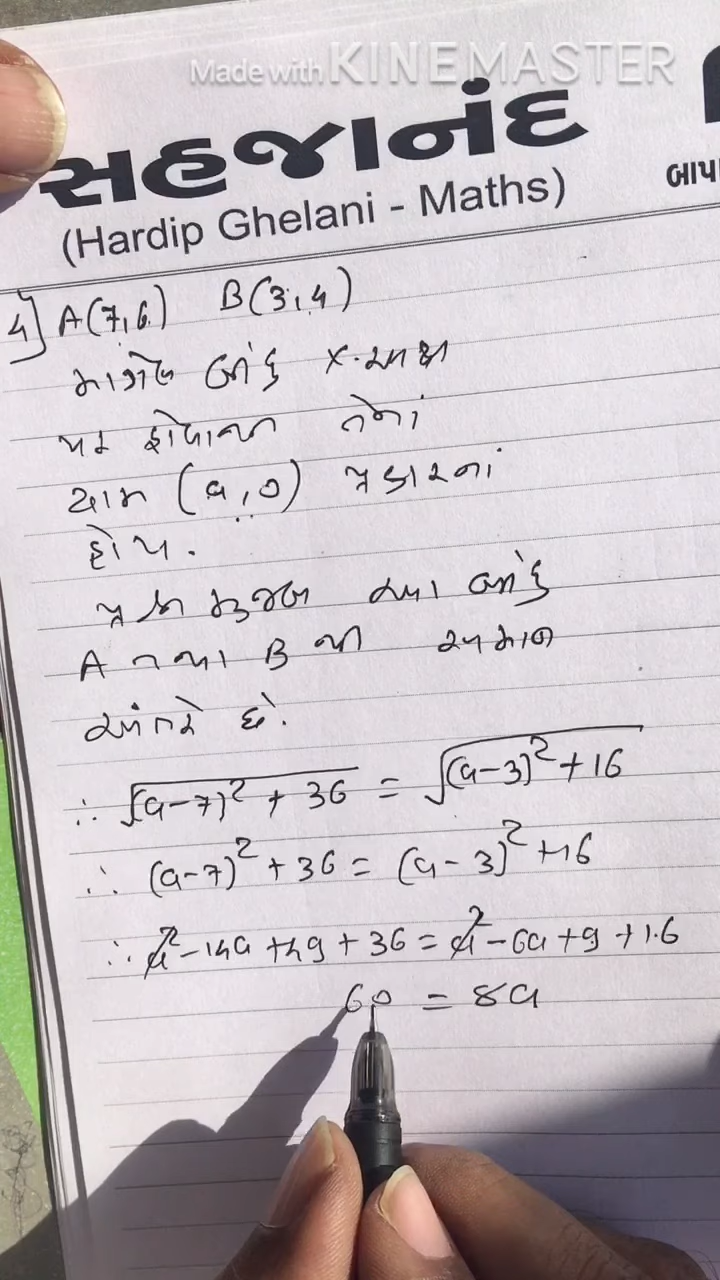 Made with KINEMASTER
સહજાનંદ
(Hardip Ghelani - Maths)
4] A(7,6) B(3,4)
માગેલ બિંદુ X-અક્ષ
પર હોવાથી તેનાં
યામ (a,0) પ્રકારનાં
હોય.
પ્રશ્ન મુજબ આ બિંદુ
A તથા B થી સમાન
અંતરે છે.
∴ √(a-7)² + 36 = √(a-3)² + 16
∴ (a-7)² + 36 = (a-3)² + 16
∴ a² - 14a + 49 + 36 = a² - 6a + 9 + 16
60 = 8a